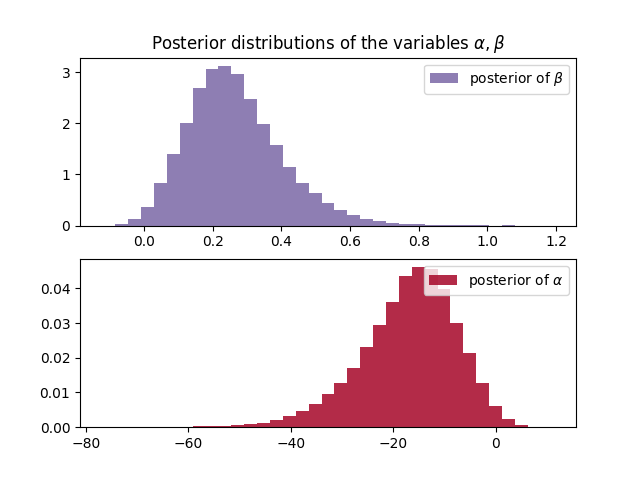 Posterior distributions of the variables α, β
posterior of β
3
2
1
0
0.0 0.2 0.4 0.6 0.8 1.0 1.2
posterior of α
0.04
0.03
0.02
0.01
0.00
−80 −60 −40 −20 0